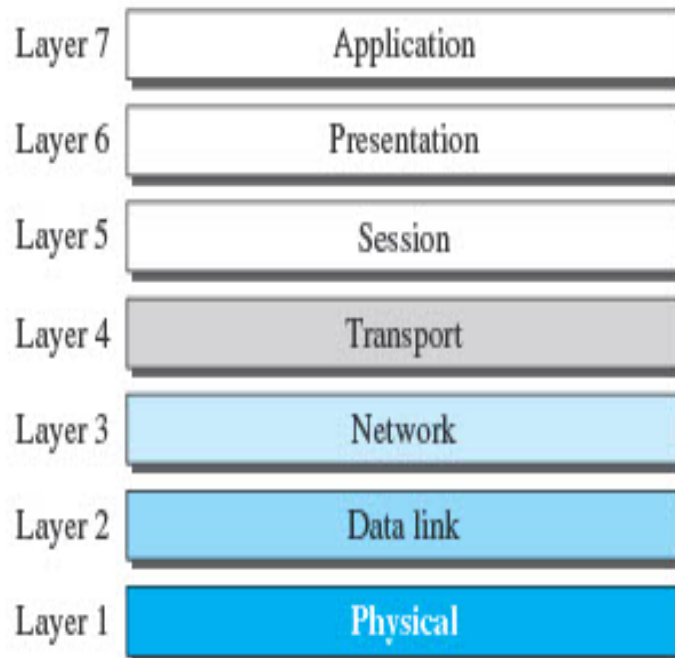 Layer 7 Application
Layer 6 Presentation
Layer 5 Session
Layer 4 Transport
Layer 3 Network
Layer 2 Data link
Layer 1 Physical